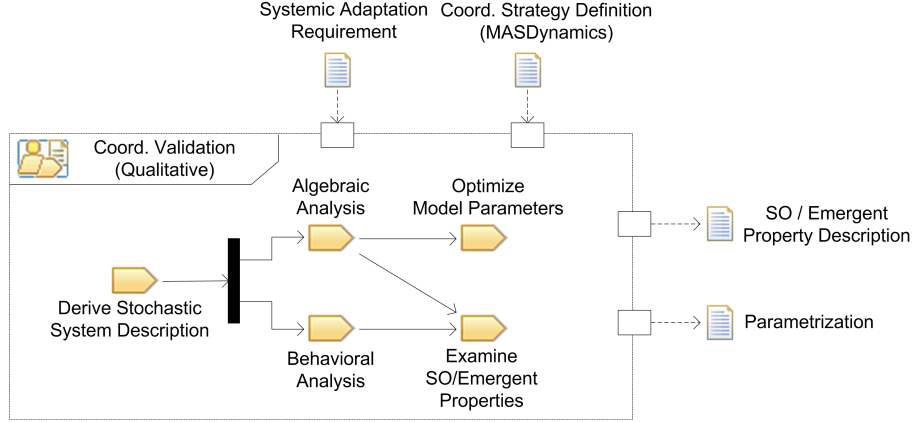 Systemic Adaptation
Requirement
Coord. Strategy Definition
(MASDynamics)
Coord. Validation
(Qualitative)
Algebraic
Analysis
Optimize
Model Parameters
SO / Emergent
Property Description
Derive Stochastic
System Description
Parametrization
Behavioral
Analysis
Examine
SO/Emergent
Properties